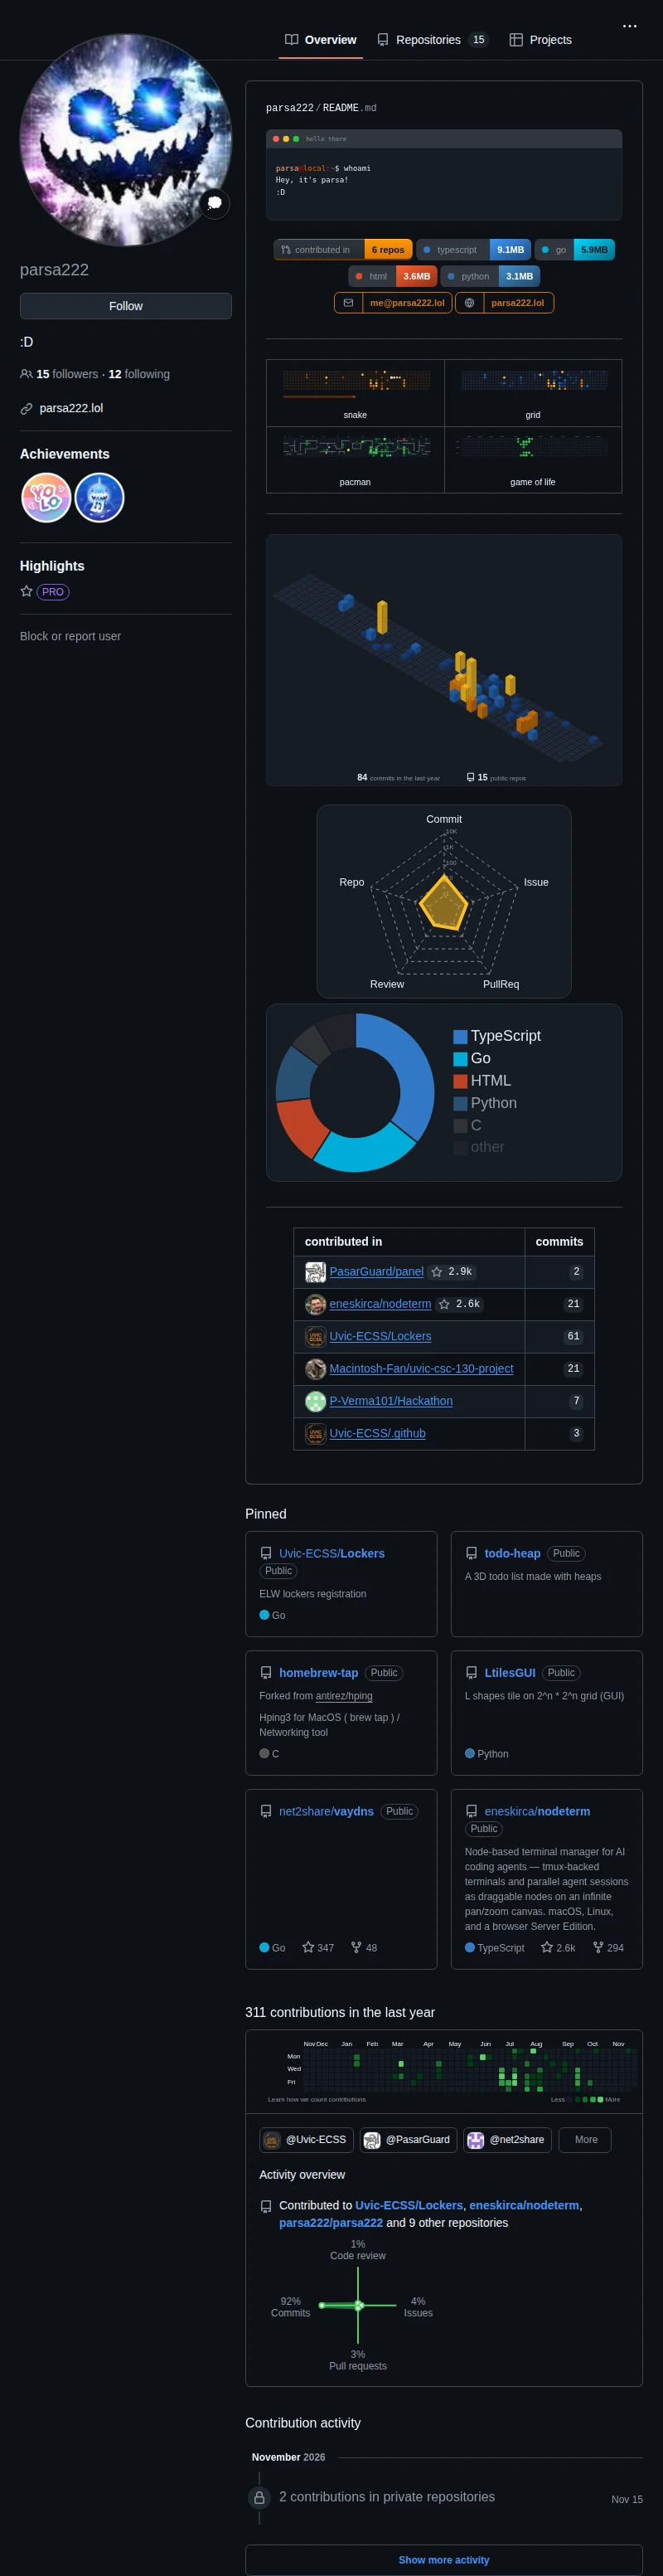 Overview
Repositories 15
Projects
parsa222
Follow
:D
15 followers · 12 following
parsa222.lol
Achievements
YOLO
Highlights
PRO
Block or report user
parsa222/README.md
hello there
parsa@local:~$ whoami
Hey, it's parsa!
:D
contributed in 6 repos
typescript 9.1MB
go 5.9MB
html 3.6MB
python 3.1MB
me@parsa222.lol
parsa222.lol
snake
grid
pacman
game of life
84 commits in the last year
15 public repos
Commit
10K
1K
100
10
1
Repo
Issue
Review
PullReq
TypeScript
Go
HTML
Python
C
other
contributed in commits
PasarGuard/panel 2.9k 2
eneskirca/nodeterm 2.6k 21
Uvic-ECSS/Lockers 61
Macintosh-Fan/uvic-csc-130-project 21
P-Verma101/Hackathon 7
Uvic-ECSS/.github 3
Pinned
Uvic-ECSS/Lockers
Public
ELW lockers registration
Go
todo-heap Public
A 3D todo list made with heaps
homebrew-tap Public
Forked from antirez/hping
Hping3 for MacOS ( brew tap ) /
Networking tool
C
LtilesGUI Public
L shapes tile on 2^n * 2^n grid (GUI)
Python
net2share/vaydns Public
Go 347 48
eneskirca/nodeterm
Public
Node-based terminal manager for AI
coding agents — tmux-backed
terminals and parallel agent sessions
as draggable nodes on an infinite
pan/zoom canvas. macOS, Linux,
and a browser Server Edition.
TypeScript 2.6k 294
311 contributions in the last year
Nov Dec Jan Feb Mar Apr May Jun Jul Aug Sep Oct Nov
Mon
Wed
Fri
Learn how we count contributions
Less More
@Uvic-ECSS
@PasarGuard
@net2share
More
Activity overview
Contributed to Uvic-ECSS/Lockers, eneskirca/nodeterm,
parsa222/parsa222 and 9 other repositories
1%
Code review
92%
Commits
4%
Issues
3%
Pull requests
Contribution activity
November 2026
2 contributions in private repositories
Nov 15
Show more activity